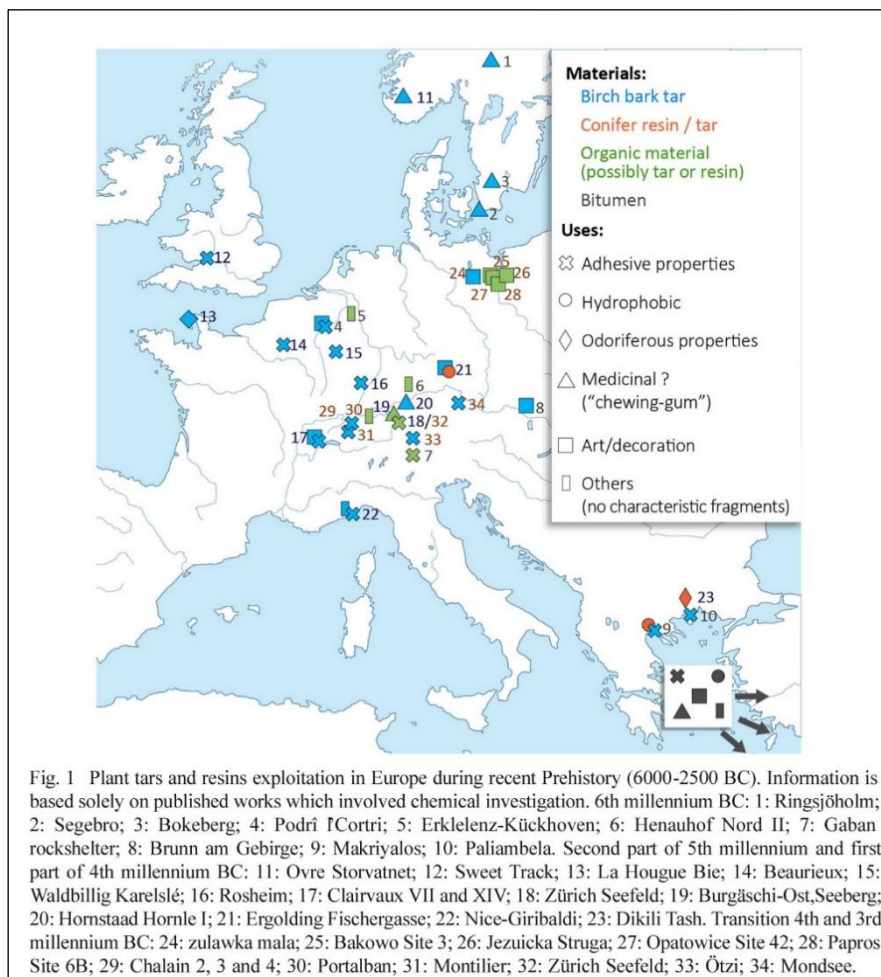 1
11
3
2
12
13
14
4
5
15
16
24
25
26
27
28
21
6
20
19
29
30
18/32
34
8
17
31
33
7
22
23
10
9
Materials:
Birch bark tar
Conifer resin / tar
Organic material
(possibly tar or resin)
Bitumen
Uses:
Adhesive properties
Hydrophobic
Odoriferous properties
Medicinal ?
("chewing-gum")
Art/decoration
Others
(no characteristic fragments)
Fig. 1 Plant tars and resins exploitation in Europe during recent Prehistory (6000-2500 BC). Information is
based solely on published works which involved chemical investigation. 6th millennium BC: 1: Ringsjöholm;
2: Segebro; 3: Bokeberg; 4: Podrî l'Cortri; 5: Erklelenz-Kückhoven; 6: Henauhof Nord II; 7: Gaban
rockshelter; 8: Brunn am Gebirge; 9: Makriyalos; 10: Paliambela. Second part of 5th millennium and first
part of 4th millennium BC: 11: Ovre Storvatnet; 12: Sweet Track; 13: La Hougue Bie; 14: Beaurieux; 15:
Waldbillig Karelslé; 16: Rosheim; 17: Clairvaux VII and XIV; 18: Zürich Seefeld; 19: Burgäschi-Ost,Seeberg;
20: Hornstaad Hornle I; 21: Ergolding Fischergasse; 22: Nice-Giribaldi; 23: Dikili Tash. Transition 4th and 3rd
millennium BC: 24: zulawka mala; 25: Bakowo Site 3; 26: Jezuicka Struga; 27: Opatowice Site 42; 28: Papros
Site 6B; 29: Chalain 2, 3 and 4; 30: Portalban; 31: Montilier; 32: Zürich Seefeld; 33: Ötzi; 34: Mondsee.